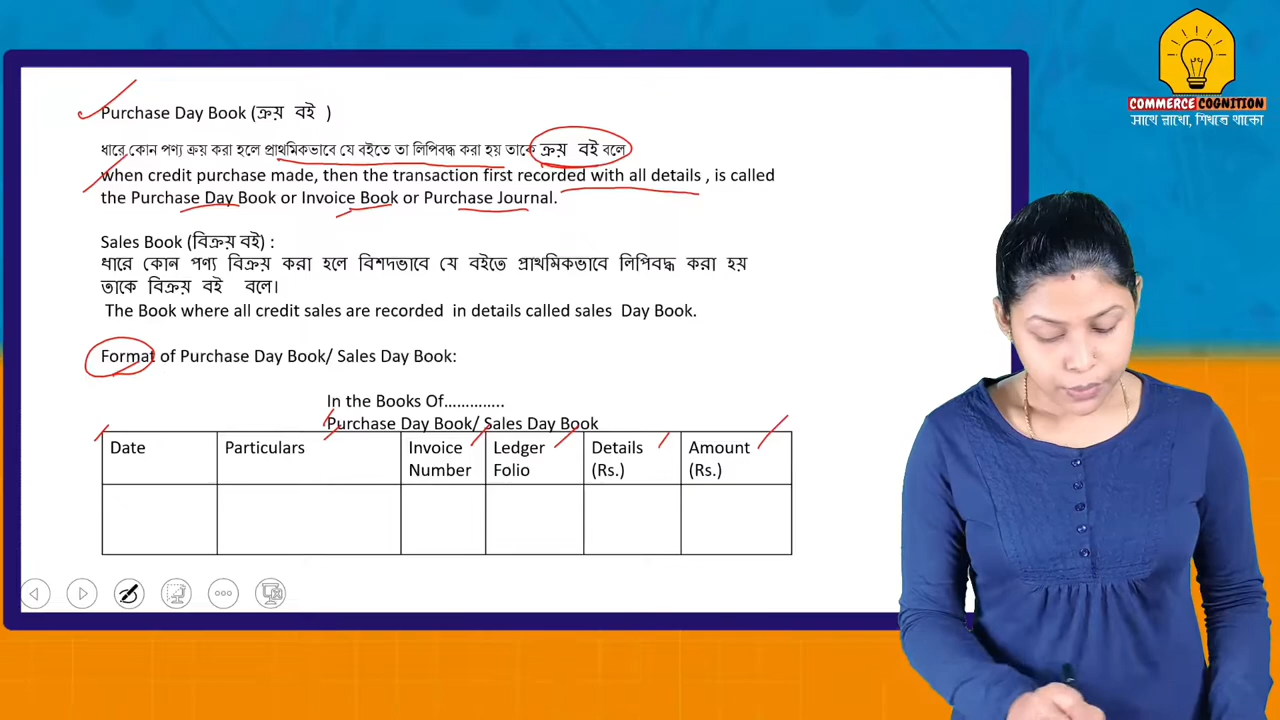 COMMERCE COGNITION
সাথে রাখো, শিখতে থাকো
Purchase Day Book (ক্রয় বই )
ধারে কোন পণ্য ক্রয় করা হলে প্রাথমিকভাবে যে বইতে তা লিপিবদ্ধ করা হয় তাকে ক্রয় বই বলে
when credit purchase made, then the transaction first recorded with all details , is called
the Purchase Day Book or Invoice Book or Purchase Journal.
Sales Book (বিক্রয় বই) :
ধারে কোন পণ্য বিক্রয় করা হলে বিশদভাবে যে বইতে প্রাথমিকভাবে লিপিবদ্ধ করা হয়
তাকে বিক্রয় বই বলে।
The Book where all credit sales are recorded in details called sales Day Book.
Format of Purchase Day Book/ Sales Day Book:
In the Books Of.............
Purchase Day Book/ Sales Day Book
Date Particulars Invoice Number Ledger Folio Details (Rs.) Amount (Rs.)